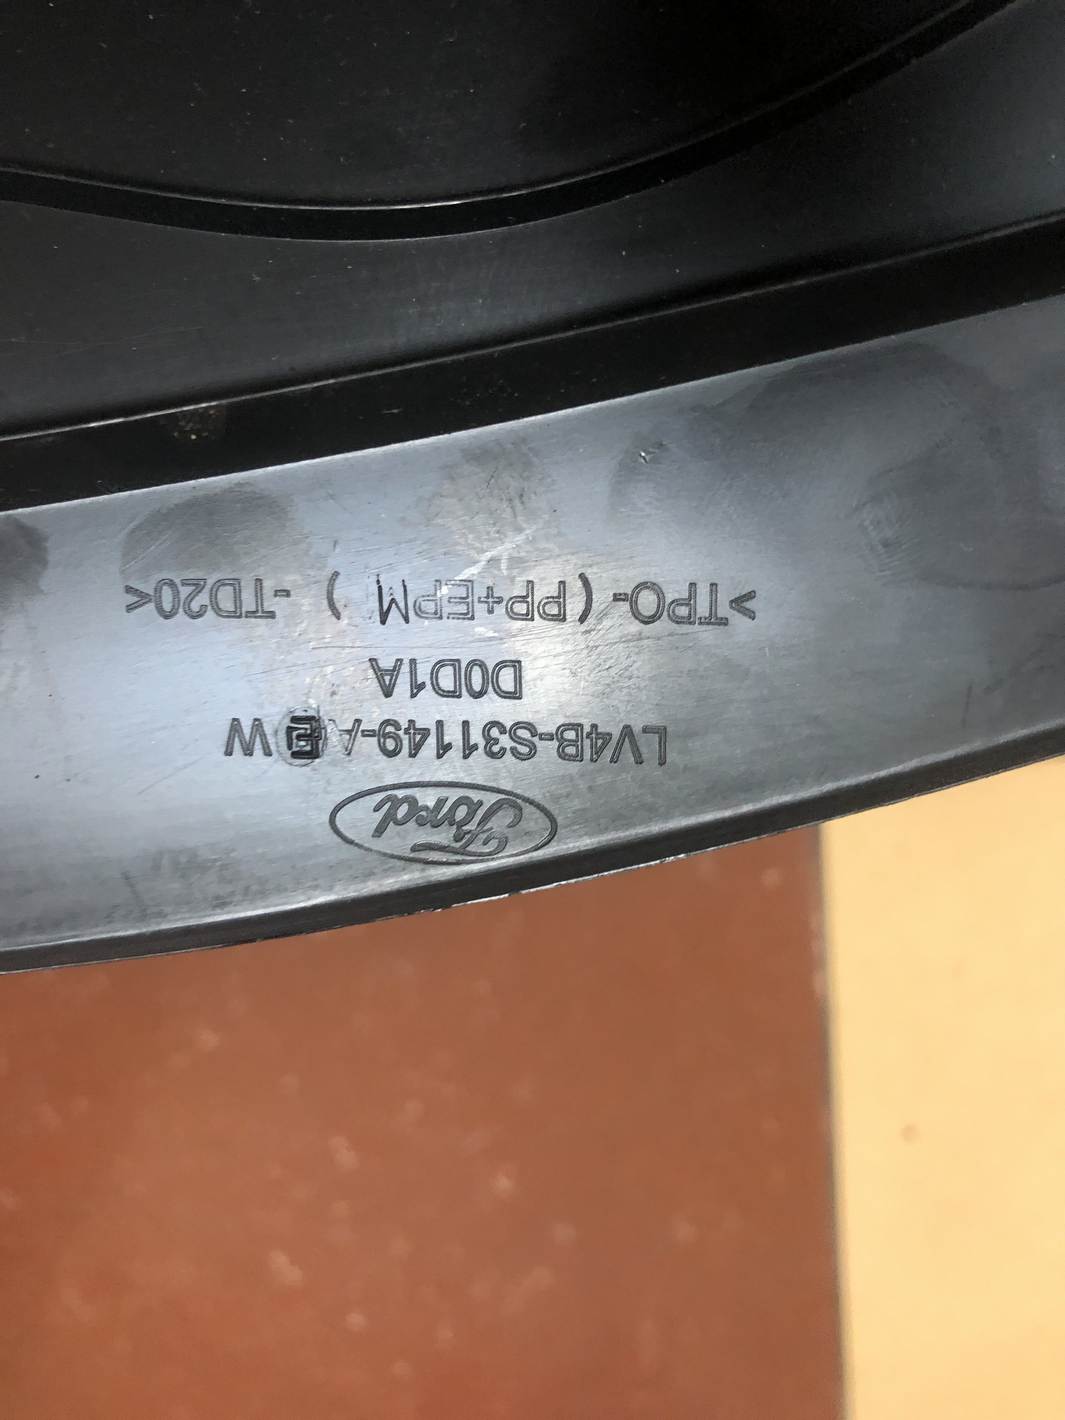 Ford
LV4B-S31149-AEW
D0D1A
>TPO-(PP+EPM)-TD20<